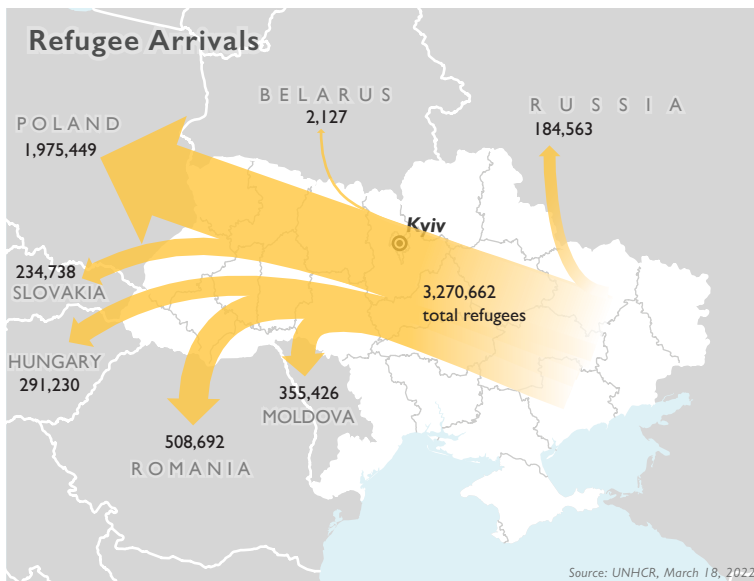 Refugee Arrivals
BELARUS
2,127
RUSSIA
184,563
POLAND
1,975,449
Kyiv
234,738
SLOVAKIA
3,270,662
total refugees
HUNGARY
291,230
355,426
MOLDOVA
508,692
ROMANIA
Source: UNHCR, March 18, 2022